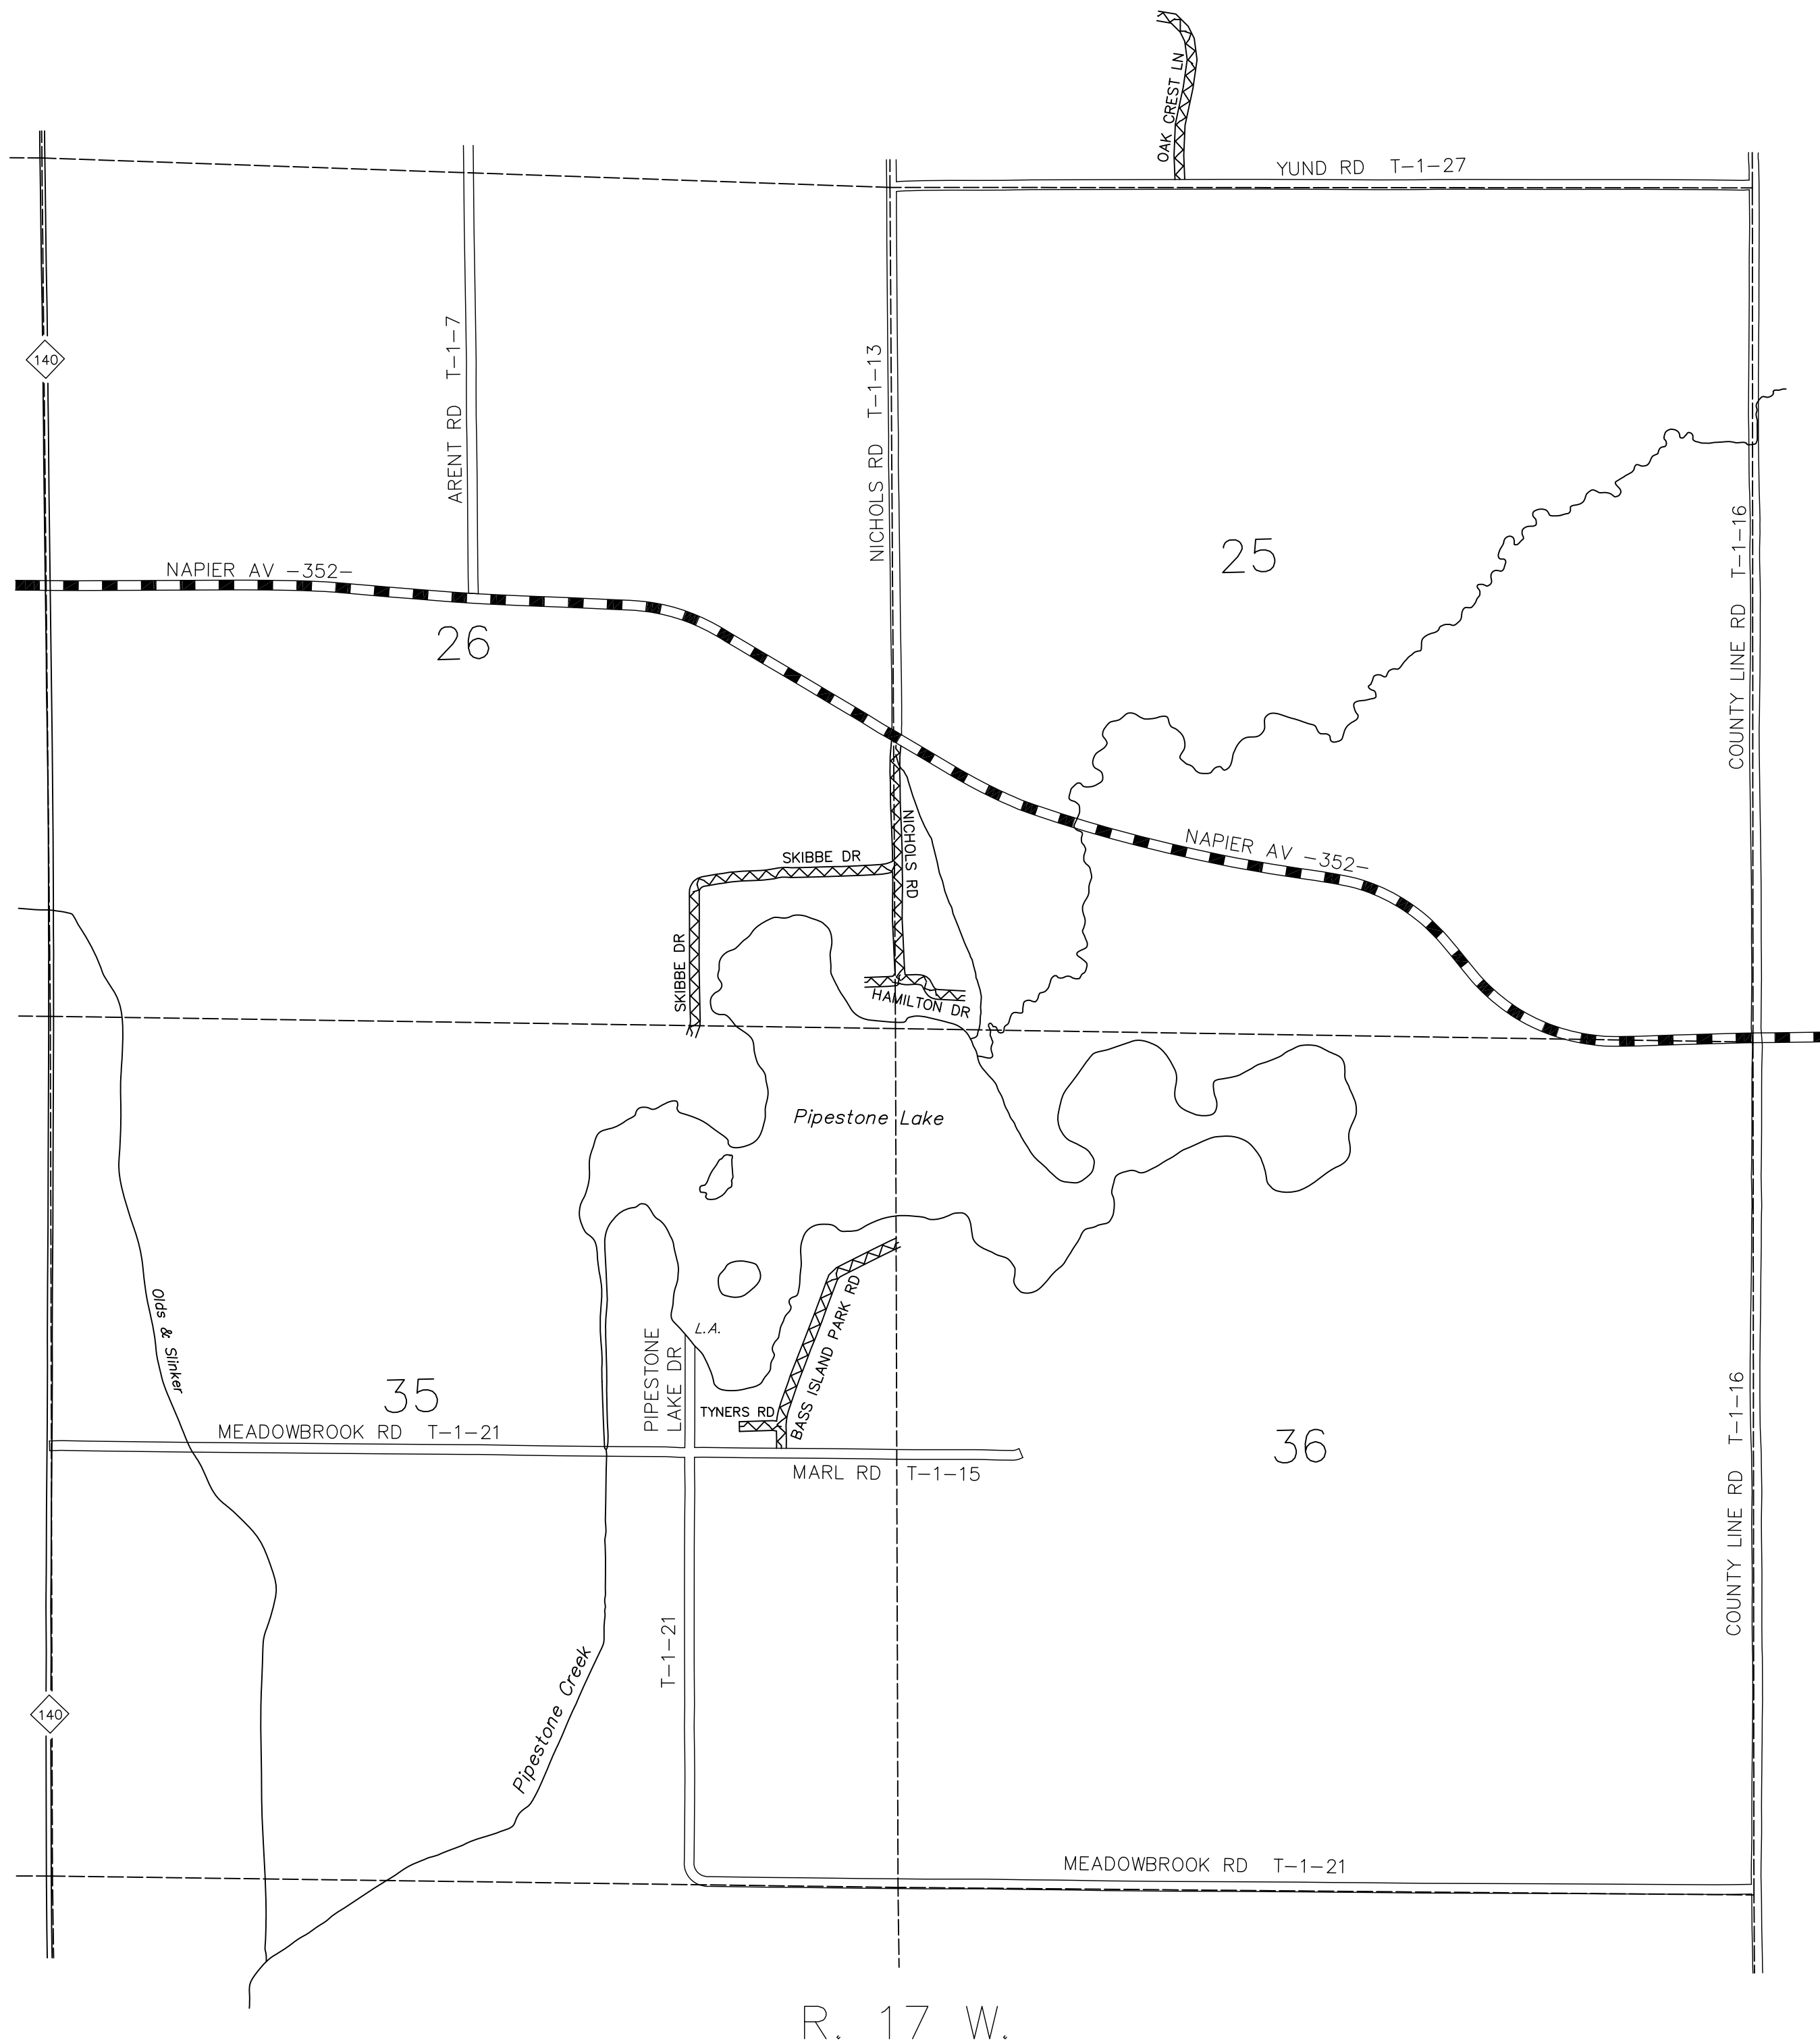 OAK CREST LN
YUND RD T-1-27
ARENT RD T-1-7
NICHOLS RD T-1-13
140
COUNTY LINE RD T-1-16
25
NAPIER AV -352-
26
NICHOLS RD
NAPIER AV -352-
SKIBBE DR
SKIBBE DR
HAMILTON DR
Pipestone Lake
Olds & Slinker
BASS ISLAND PARK RD
L.A.
PIPESTONE
LAKE DR
35
TYNERS RD
MEADOWBROOK RD T-1-21
36
MARL RD T-1-15
COUNTY LINE RD T-1-16
T-1-21
Pipestone Creek
140
MEADOWBROOK RD T-1-21
R. 17 W.